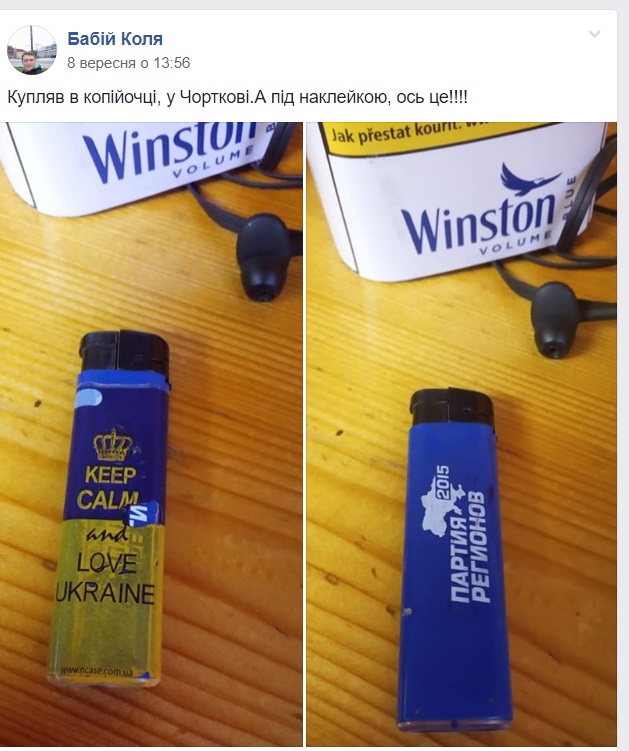 Бабій Коля
8 вересня о 13:56
Купляв в копійочці, у Чорткові.А під наклейкою, ось це!!!!
Winston
VOLUME
KEEP
CALM
and
LOVE
UKRAINE
www.ncase.com.ua
Jak přestat kouřit.
Winston
VOLUME
BLUE
2015
ПАРТИЯ
РЕГИОНОВ